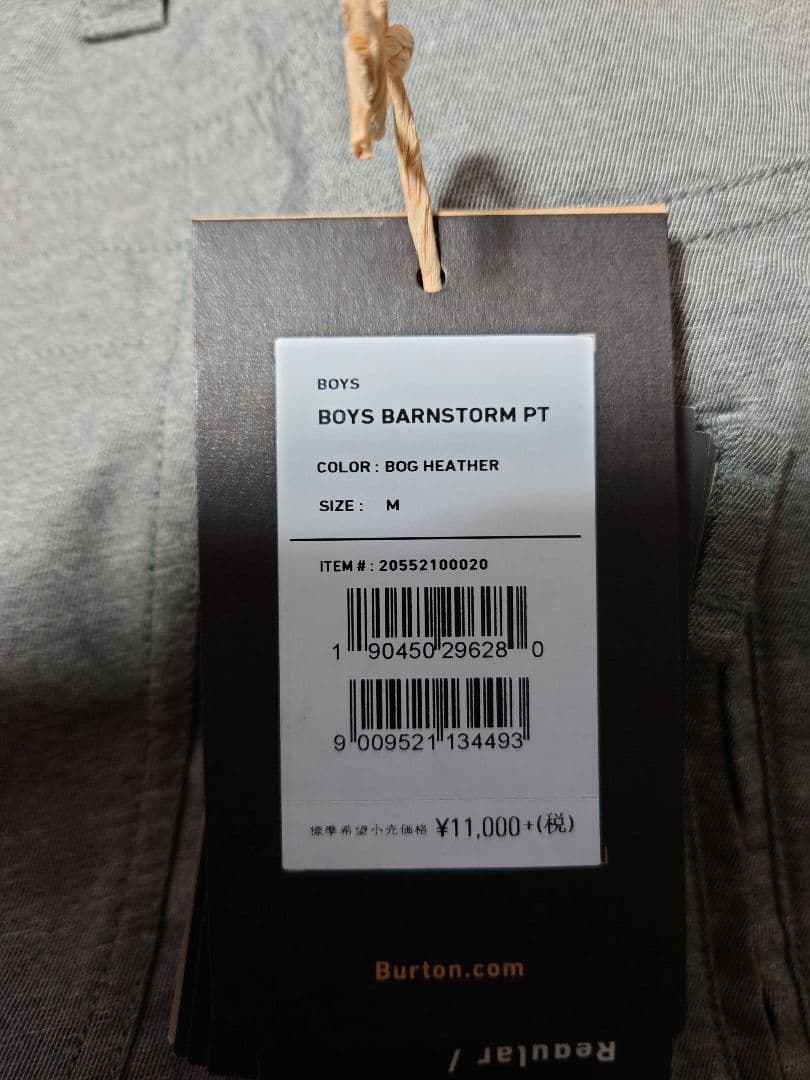 BOYS
BOYS BARNSTORM PT
COLOR : BOG HEATHER
SIZE : M
ITEM # : 20552100020
1 90450 29628 0
9 009521 134493
標準希望小売価格 ¥11,000+(税)
Burton.com
Regular /